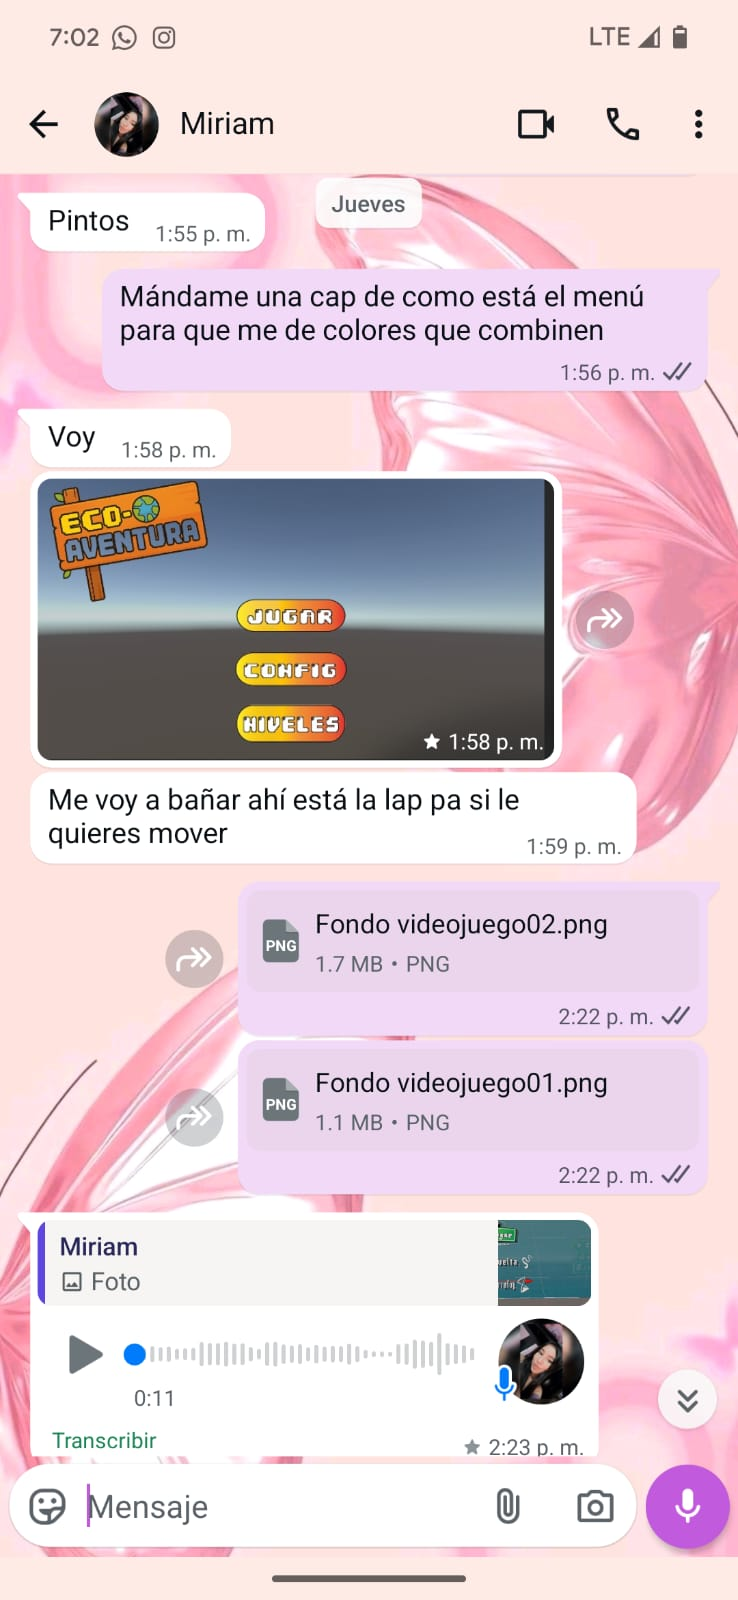 7:02
LTE
Miriam
Jueves
Pintos
1:55 p. m.
Mándame una cap de como está el menú
para que me de colores que combinen
1:56 p. m.
Voy
1:58 p. m.
ECO-
AVENTURA
JUGAR
CONFIG
NIVELES
1:58 p. m.
Me voy a bañar ahí está la lap pa si le
quieres mover
1:59 p. m.
PNG
Fondo videojuego02.png
1.7 MB • PNG
2:22 p. m.
PNG
Fondo videojuego01.png
1.1 MB • PNG
2:22 p. m.
Miriam
Foto
0:11
Transcribir
2:23 p. m.
Mensaje